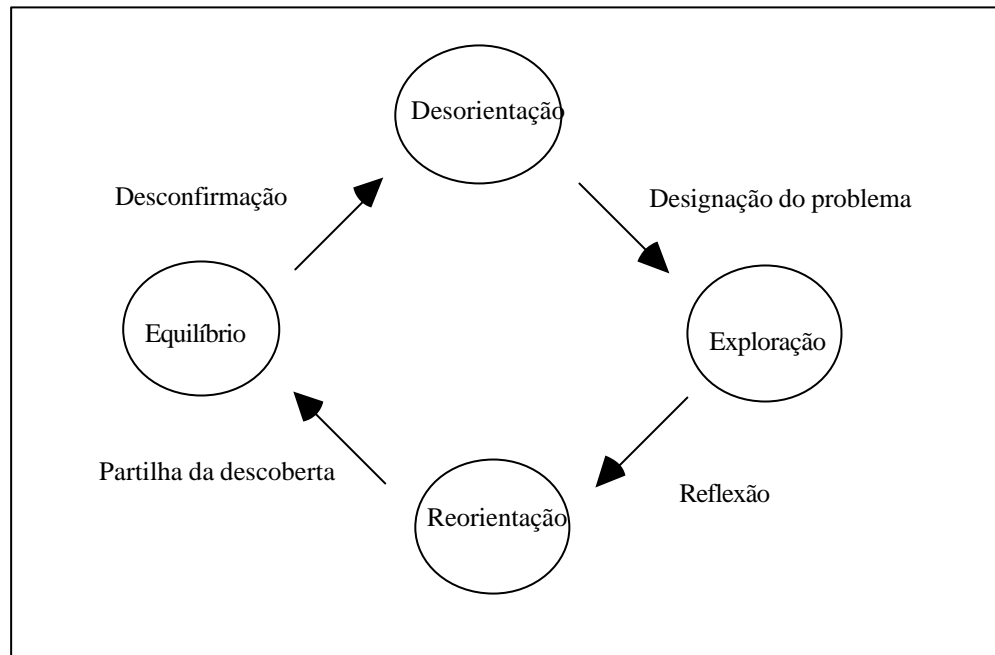 Desorientação
Desconfirmação
Designação do problema
Equilíbrio
Exploração
Partilha da descoberta
Reflexão
Reorientação